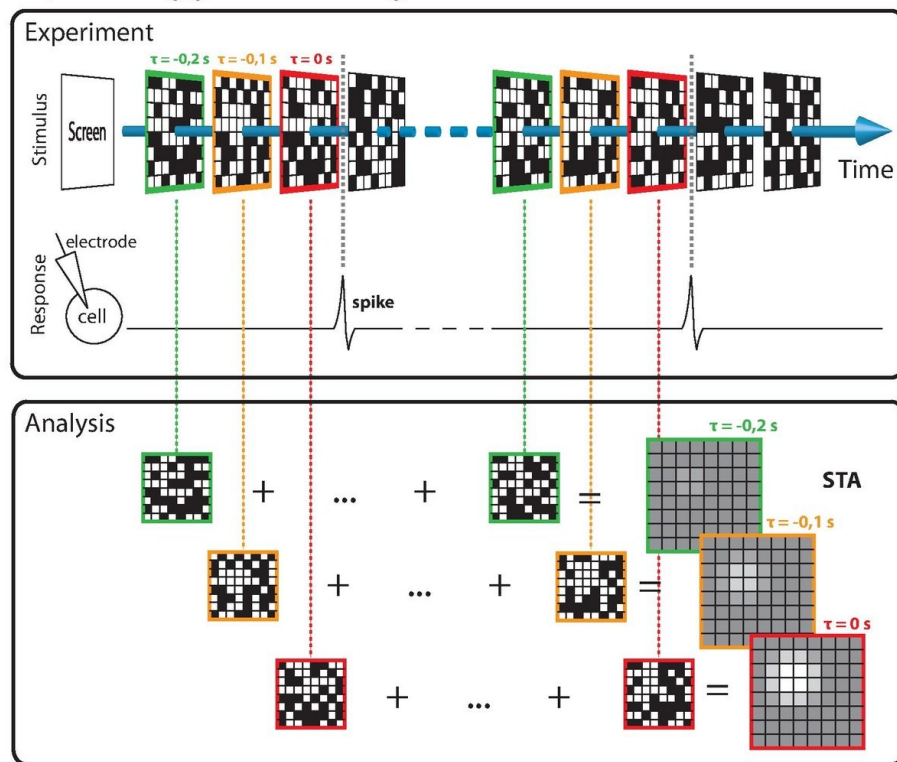 Experiment
τ = -0,2 s
τ = -0,1 s
τ = 0 s
Stimulus
Screen
Time
Response
electrode
cell
spike
Analysis
τ = -0,2 s
+ ... + =
STA
τ = -0,1 s
+ ... + =
τ = 0 s
+ ... + =